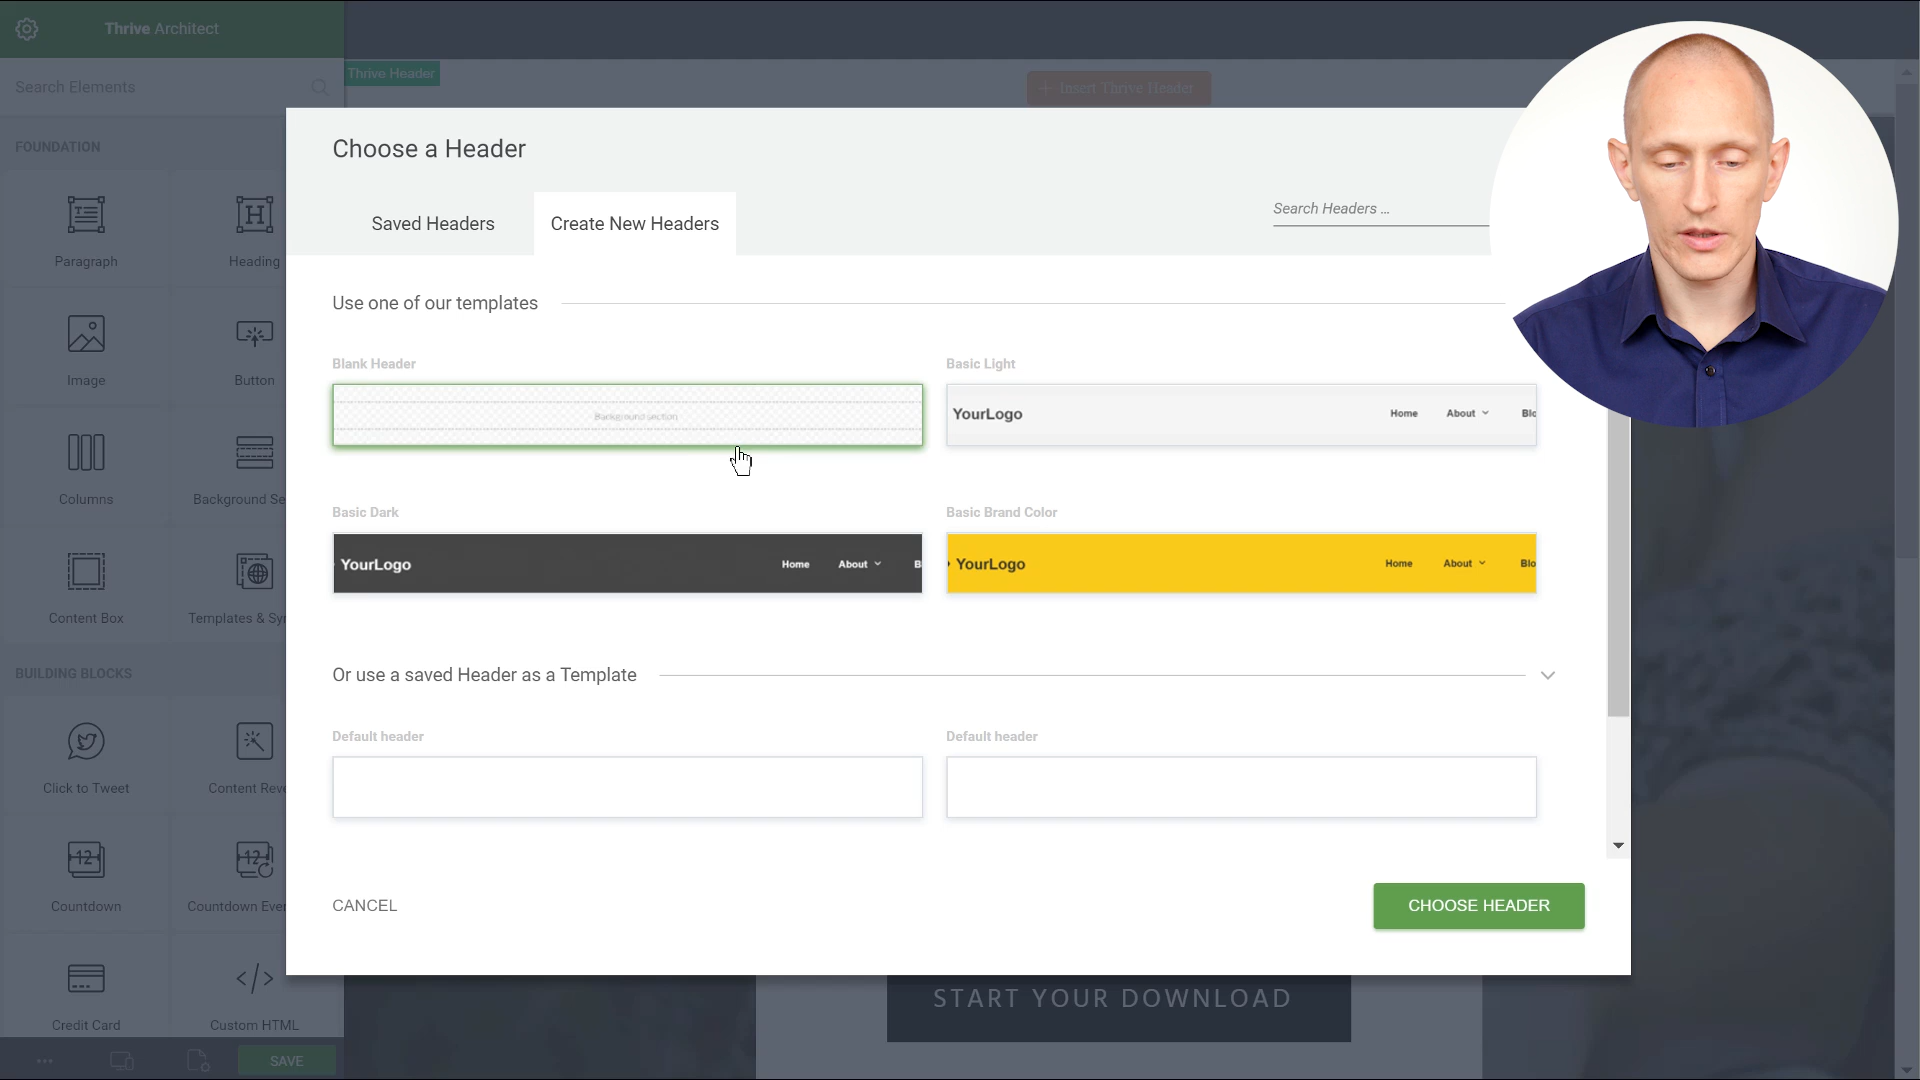 Thrive Architect
Search Elements
Thrive Header
+ Insert Thrive Header
FOUNDATION
Paragraph
Heading
Image
Button
Columns
Background Se
Content Box
Templates & Sy
BUILDING BLOCKS
Click to Tweet
Content Reve
Countdown
Countdown Ever
Credit Card
Custom HTML
SAVE
Choose a Header
Saved Headers
Create New Headers
Search Headers ...
Use one of our templates
Blank Header
Background section
Basic Light
YourLogo
Home
About
Blo
Basic Dark
YourLogo
Home
About
B
Basic Brand Color
YourLogo
Home
About
Blo
Or use a saved Header as a Template
Default header
Default header
CANCEL
CHOOSE HEADER
START YOUR DOWNLOAD